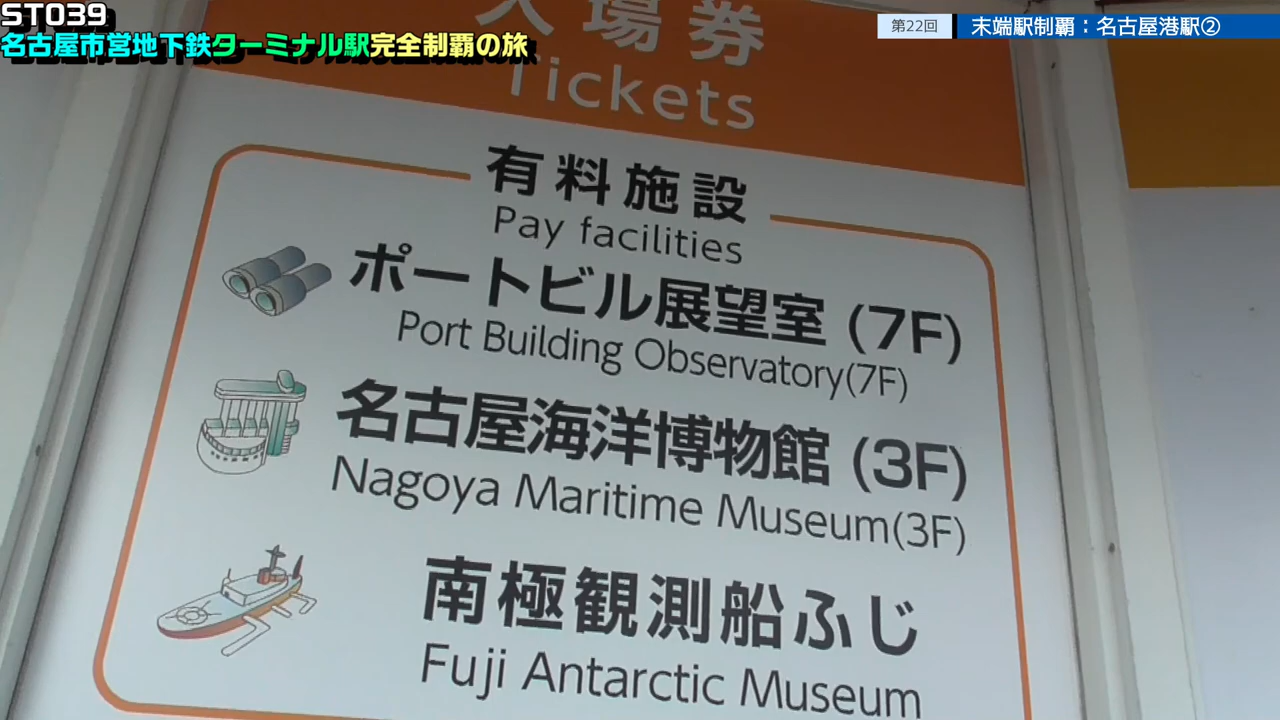 ST039
名古屋市営地下鉄ターミナル駅完全制覇の旅
第22回
末端駅制覇：名古屋港駅②
入場券
Tickets
有料施設
Pay facilities
ポートビル展望室 (7F)
Port Building Observatory(7F)
名古屋海洋博物館 (3F)
Nagoya Maritime Museum(3F)
南極観測船ふじ
Fuji Antarctic Museum